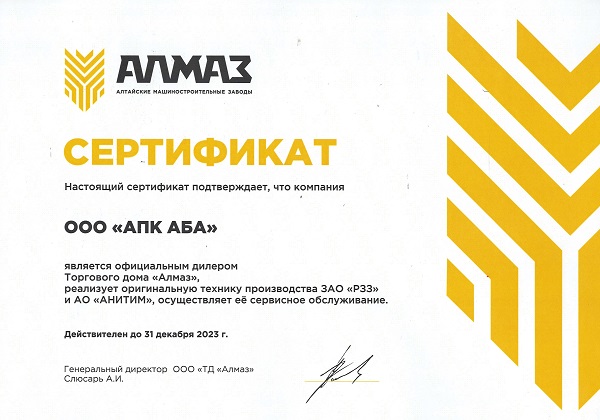 АЛМАЗ
АЛТАЙСКИЕ МАШИНОСТРОИТЕЛЬНЫЕ ЗАВОДЫ
СЕРТИФИКАТ
Настоящий сертификат подтверждает, что компания
ООО «АПК АБА»
является официальным дилером
Торгового дома «Алмаз»,
реализует оригинальную технику производства ЗАО «РЗЗ»
и АО «АНИТИМ», осуществляет её сервисное обслуживание.
Действителен до 31 декабря 2023 г.
Генеральный директор ООО «ТД «Алмаз»
Слюсарь А.И.